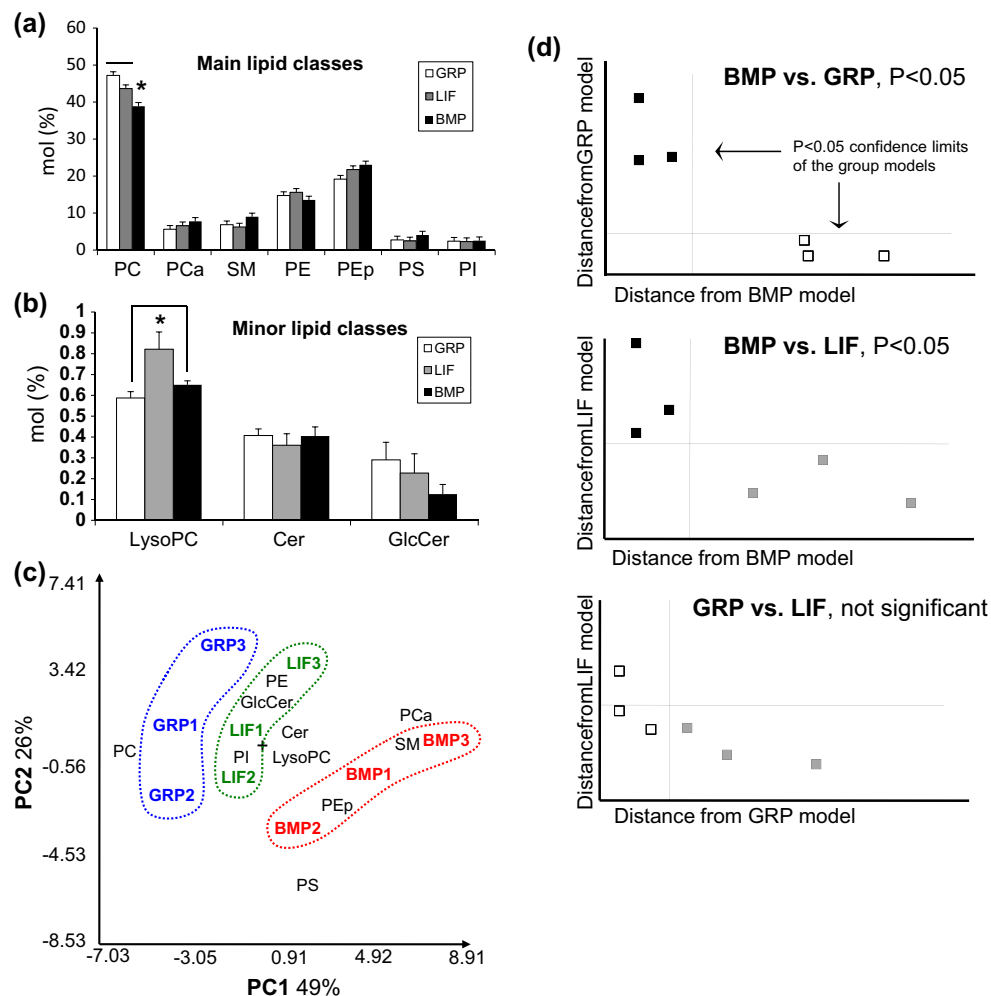 (a)
60
50
40
30
20
10
0
mol (%)
Main lipid classes
*
GRP
LIF
BMP
PC PCa SM PE PEp PS PI
(b)
1
0.9
0.8
0.7
0.6
0.5
0.4
0.3
0.2
0.1
0
mol (%)
Minor lipid classes
*
GRP
LIF
BMP
LysoPC Cer GlcCer
(c)
7.41
3.42
-0.56
-4.53
-8.53
PC2 26%
GRP3
LIF3
PE
GlcCer
PCa
GRP1
LIF1
Cer
SM
BMP3
PC
+
PI
LysoPC
LIF2
BMP1
GRP2
PEp
BMP2
PS
-7.03 -3.05 0.91 4.92 8.91
PC1 49%
(d)
BMP vs. GRP, P<0.05
P<0.05 confidence limits
of the group models
DistancefromGRP model
Distance from BMP model
BMP vs. LIF, P<0.05
DistancefromLIF model
Distance from BMP model
GRP vs. LIF, not significant
DistancefromLIF model
Distance from GRP model